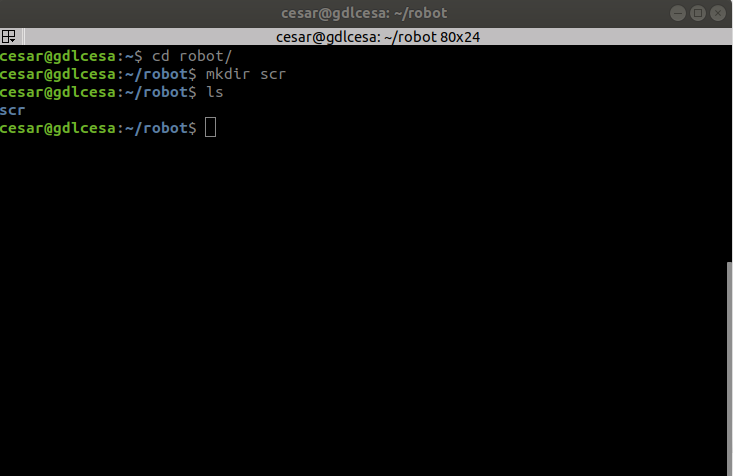 cesar@gdlcesa: ~/robot
cesar@gdlcesa: ~/robot 80x24
cesar@gdlcesa:~$ cd robot/
cesar@gdlcesa:~/robot$ mkdir scr
cesar@gdlcesa:~/robot$ ls
scr
cesar@gdlcesa:~/robot$